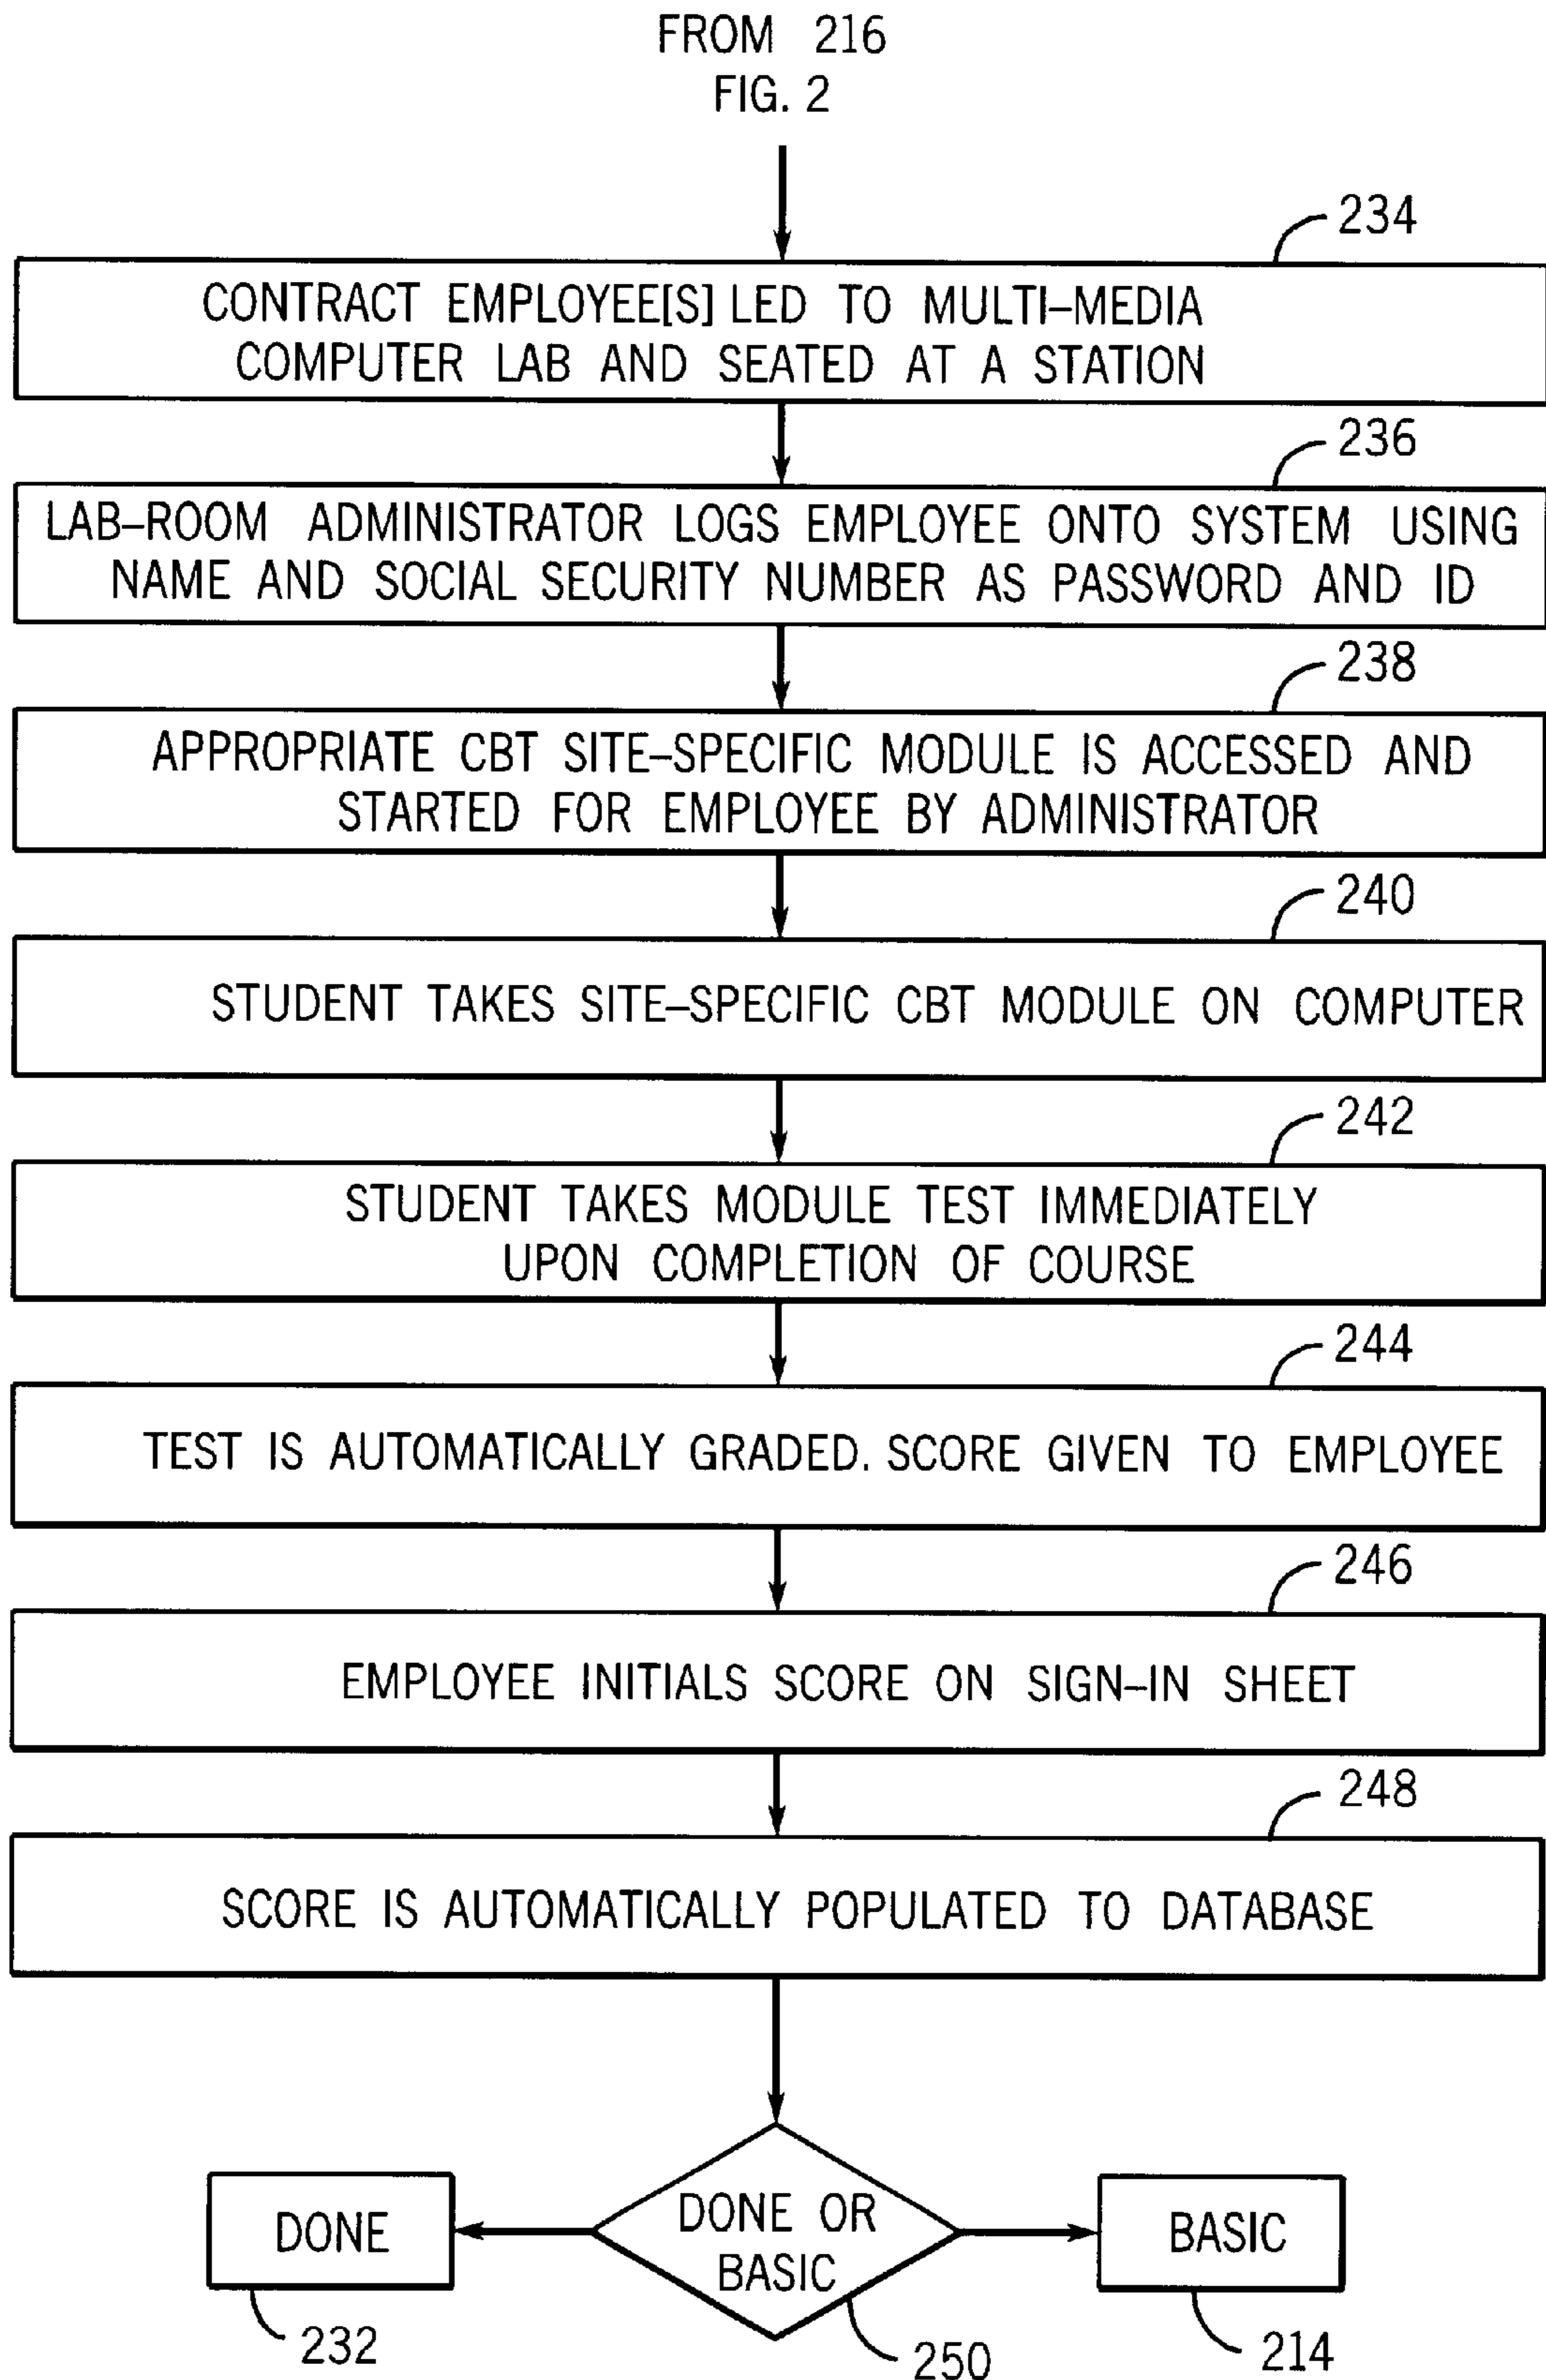 FROM 216
FIG. 2
234
CONTRACT EMPLOYEE[S] LED TO MULTI–MEDIA
COMPUTER LAB AND SEATED AT A STATION
236
LAB–ROOM ADMINISTRATOR LOGS EMPLOYEE ONTO SYSTEM USING
NAME AND SOCIAL SECURITY NUMBER AS PASSWORD AND ID
238
APPROPRIATE CBT SITE–SPECIFIC MODULE IS ACCESSED AND
STARTED FOR EMPLOYEE BY ADMINISTRATOR
240
STUDENT TAKES SITE–SPECIFIC CBT MODULE ON COMPUTER
242
STUDENT TAKES MODULE TEST IMMEDIATELY
UPON COMPLETION OF COURSE
244
TEST IS AUTOMATICALLY GRADED. SCORE GIVEN TO EMPLOYEE
246
EMPLOYEE INITIALS SCORE ON SIGN–IN SHEET
248
SCORE IS AUTOMATICALLY POPULATED TO DATABASE
DONE
DONE OR
BASIC
BASIC
232
250
214